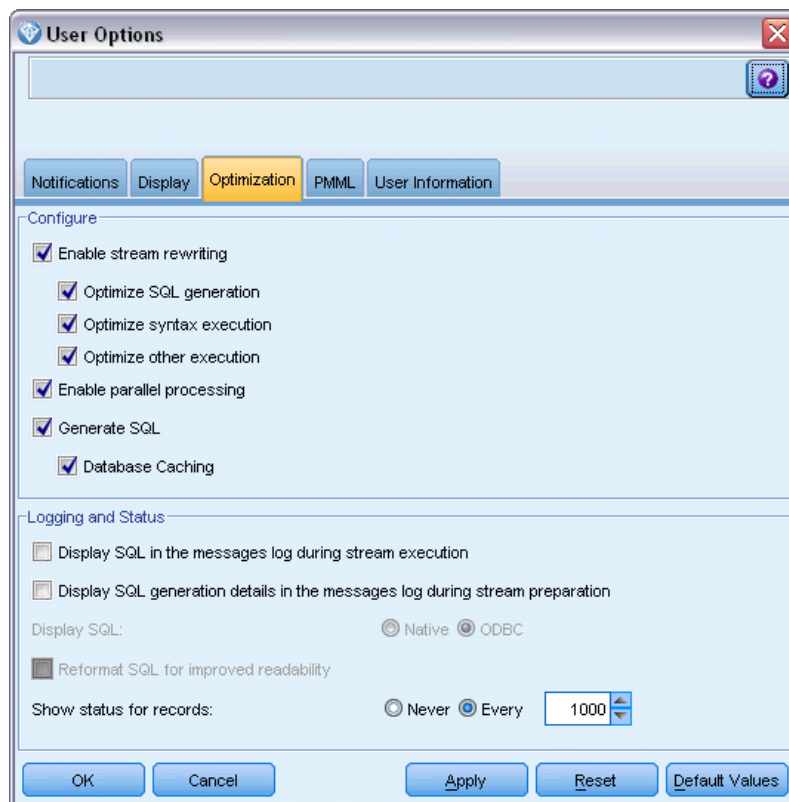 User Options
Notifications Display Optimization PMML User Information
Configure
Enable stream rewriting
Optimize SQL generation
Optimize syntax execution
Optimize other execution
Enable parallel processing
Generate SQL
Database Caching
Logging and Status
Display SQL in the messages log during stream execution
Display SQL generation details in the messages log during stream preparation
Display SQL: Native ODBC
Reformat SQL for improved readability
Show status for records: Never Every 1000
OK Cancel Apply Reset Default Values